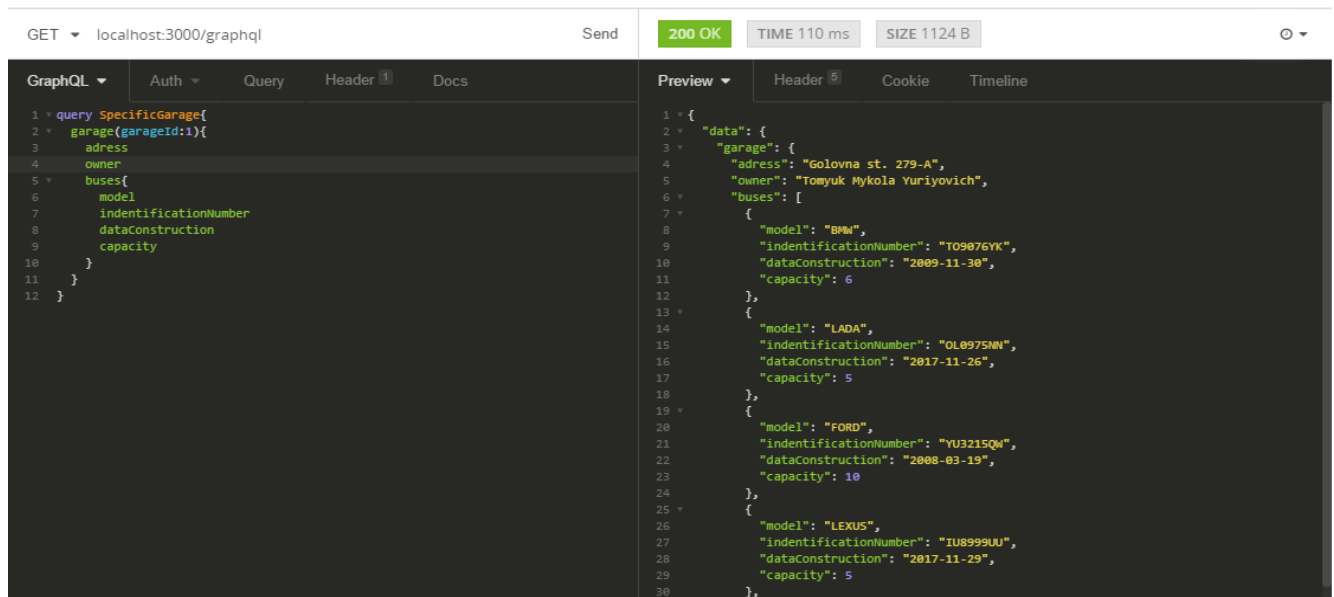 GET localhost:3000/graphql Send
200 OK TIME 110 ms SIZE 1124 B
GraphQL Auth Query Header 1 Docs
Preview Header 5 Cookie Timeline
1 query SpecificGarage{
2 garage(garageId:1){
3 adress
4 owner
5 buses{
6 model
7 indentificationNumber
8 dataConstruction
9 capacity
10 }
11 }
12 }
1 {
2 "data": {
3 "garage": {
4 "adress": "Golovna st. 279-A",
5 "owner": "Tomyuk Mykola Yuriyovich",
6 "buses": [
7 {
8 "model": "BMW",
9 "indentificationNumber": "TO9076YK",
10 "dataConstruction": "2009-11-30",
11 "capacity": 6
12 },
13 {
14 "model": "LADA",
15 "indentificationNumber": "OL0975NN",
16 "dataConstruction": "2017-11-26",
17 "capacity": 5
18 },
19 {
20 "model": "FORD",
21 "indentificationNumber": "YU3215QW",
22 "dataConstruction": "2008-03-19",
23 "capacity": 10
24 },
25 {
26 "model": "LEXUS",
27 "indentificationNumber": "IU8999UU",
28 "dataConstruction": "2017-11-29",
29 "capacity": 5
30 },